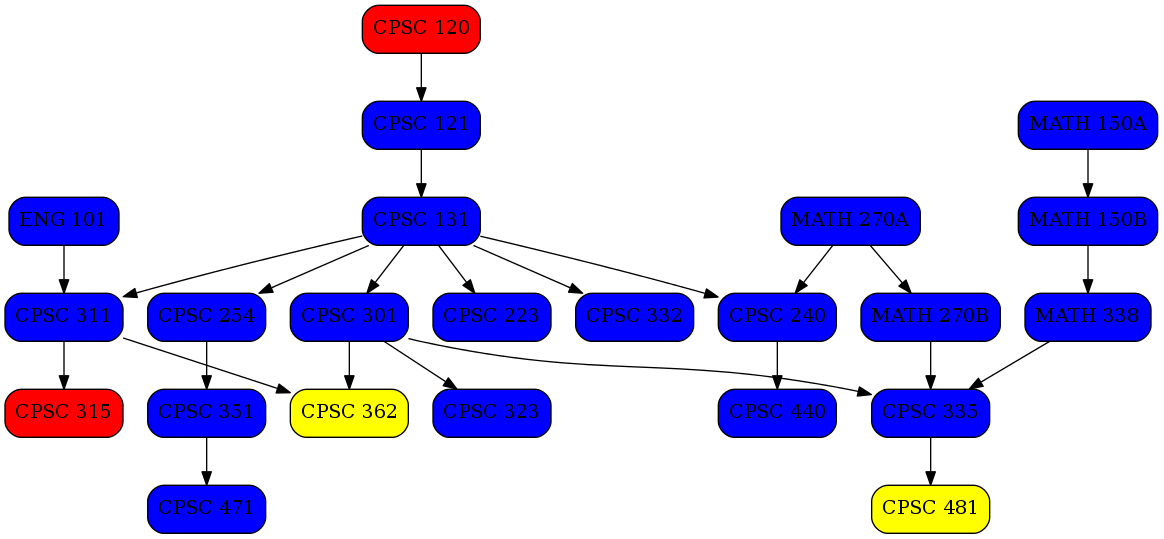 CPSC 120
CPSC 121
MATH 150A
ENG 101
CPSC 131
MATH 270A
MATH 150B
CPSC 311
CPSC 254
CPSC 301
CPSC 223
CPSC 332
CPSC 240
MATH 270B
MATH 338
CPSC 315
CPSC 351
CPSC 362
CPSC 323
CPSC 440
CPSC 335
CPSC 471
CPSC 481